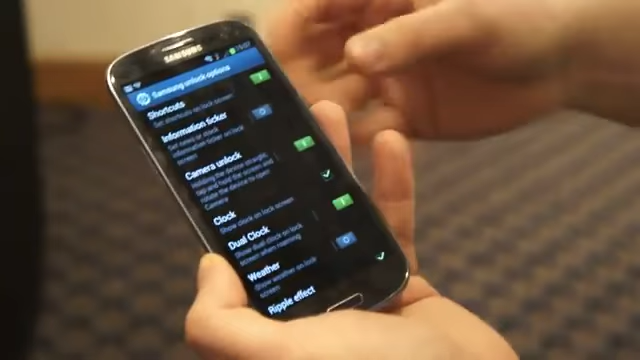 SAMSUNG
Samsung unlock options
Shortcuts
Set shortcuts on lock screen
Information ticker
Set news or stock
information ticker on lock
screen
Camera unlock
Holding the device straight,
tap and hold the screen and
rotate the device to open
Camera
Clock
Show clock on lock screen
Dual Clock
Show dual clock on lock
screen when roaming
Weather
Show weather on lock
screen
Ripple effect